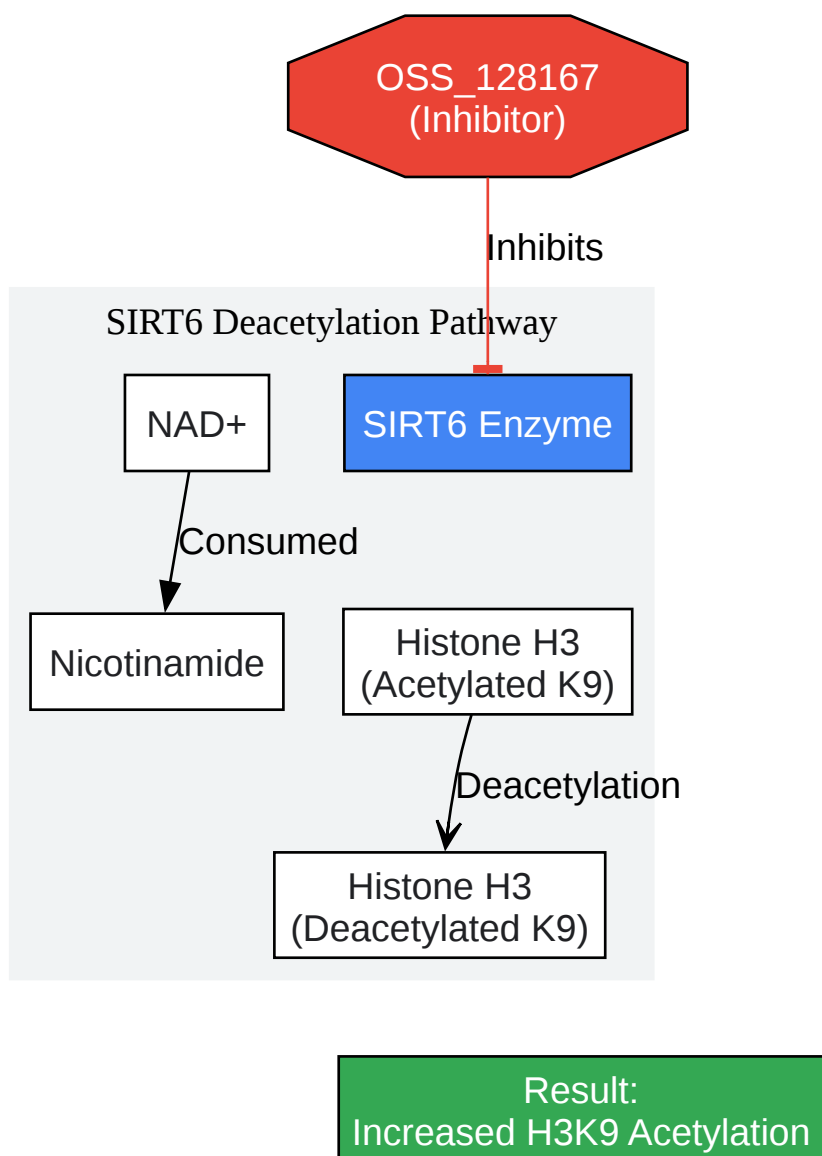 OSS_128167
(Inhibitor)
Inhibits
SIRT6 Deacetylation Pathway
NAD+
SIRT6 Enzyme
Consumed
Nicotinamide
Histone H3
(Acetylated K9)
Deacetylation
Histone H3
(Deacetylated K9)
Result:
Increased H3K9 Acetylation